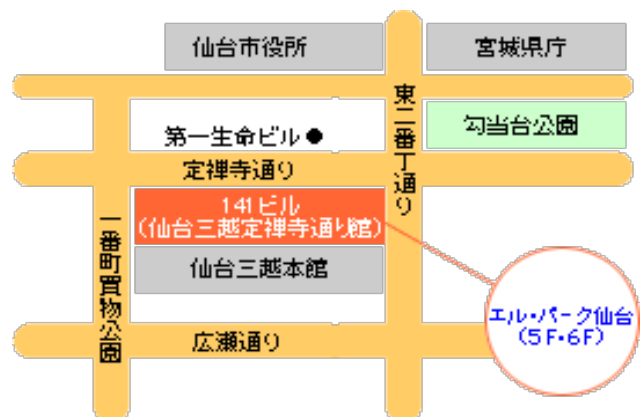 仙台市役所
宮城県庁
東二番丁通り
勾当台公園
第一生命ビル●
定禅寺通り
141ビル
(仙台三越定禅寺通り館)
一番町買物公園
仙台三越本館
エル・パーク仙台
(5F・6F)
広瀬通り